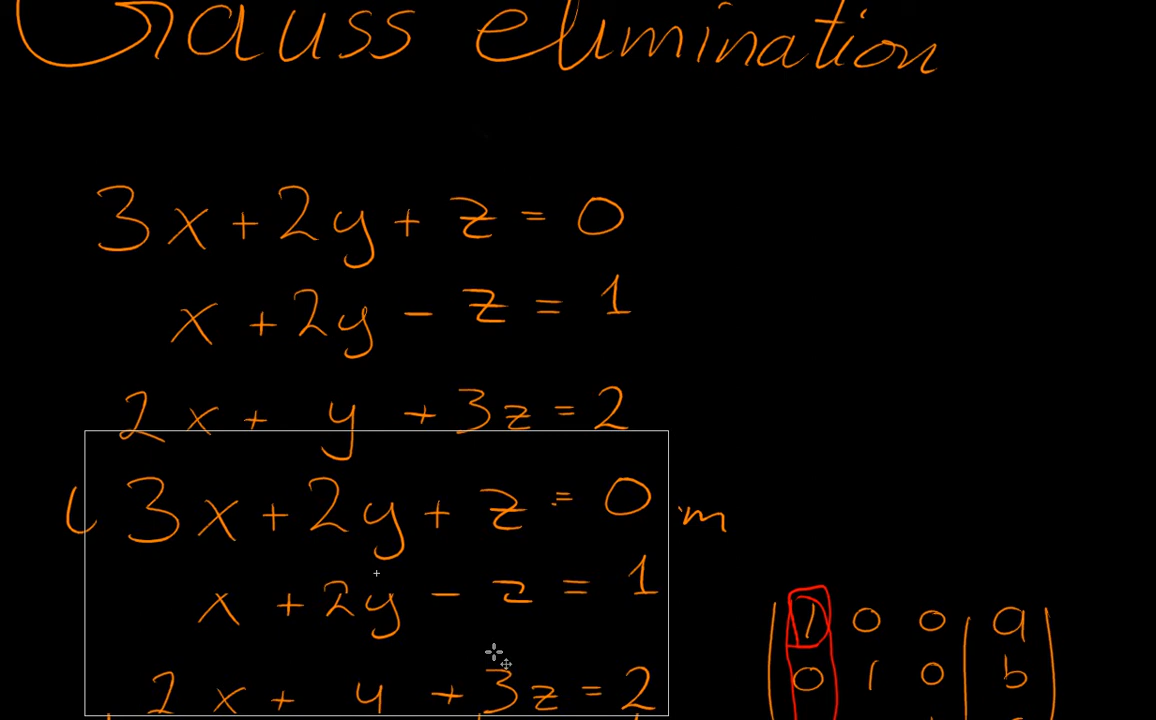 Gauss elimination
3x + 2y + z = 0
x + 2y - z = 1
2x + y + 3z = 2
3x + 2y + z = 0 m
x + 2y - z = 1
2x + y + 3z = 2
1 0 0 | a
0 1 0 | b